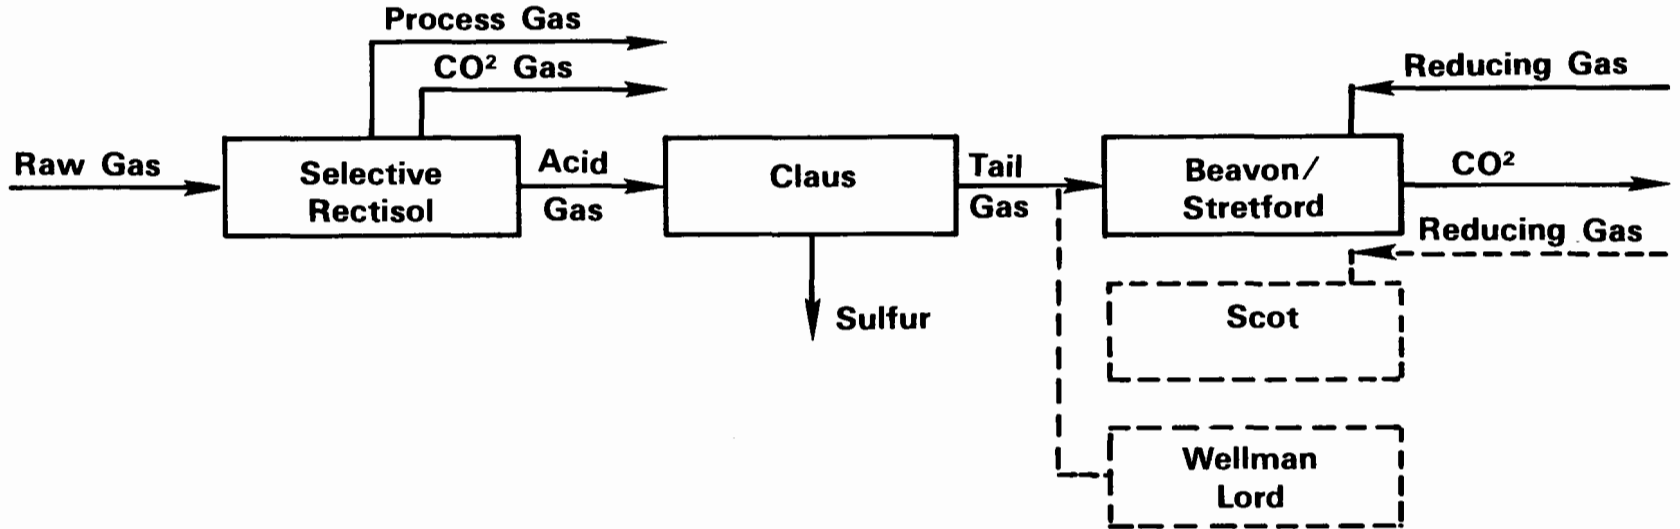 Process Gas
CO² Gas
Reducing Gas
Raw Gas
Selective
Rectisol
Acid
Gas
Claus
Tail
Gas
Beavon/
Stretford
CO²
Reducing Gas
Sulfur
Scot
Wellman
Lord